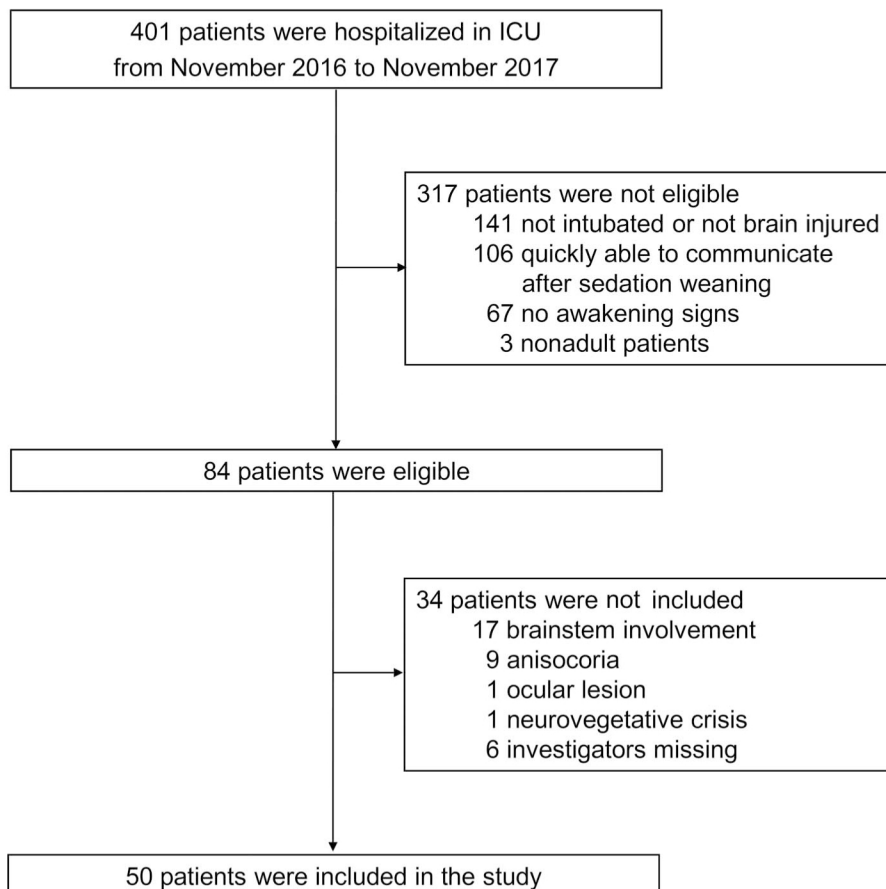 401 patients were hospitalized in ICU
from November 2016 to November 2017
317 patients were not eligible
141 not intubated or not brain injured
106 quickly able to communicate
after sedation weaning
67 no awakening signs
3 nonadult patients
84 patients were eligible
34 patients were not included
17 brainstem involvement
9 anisocoria
1 ocular lesion
1 neurovegetative crisis
6 investigators missing
50 patients were included in the study